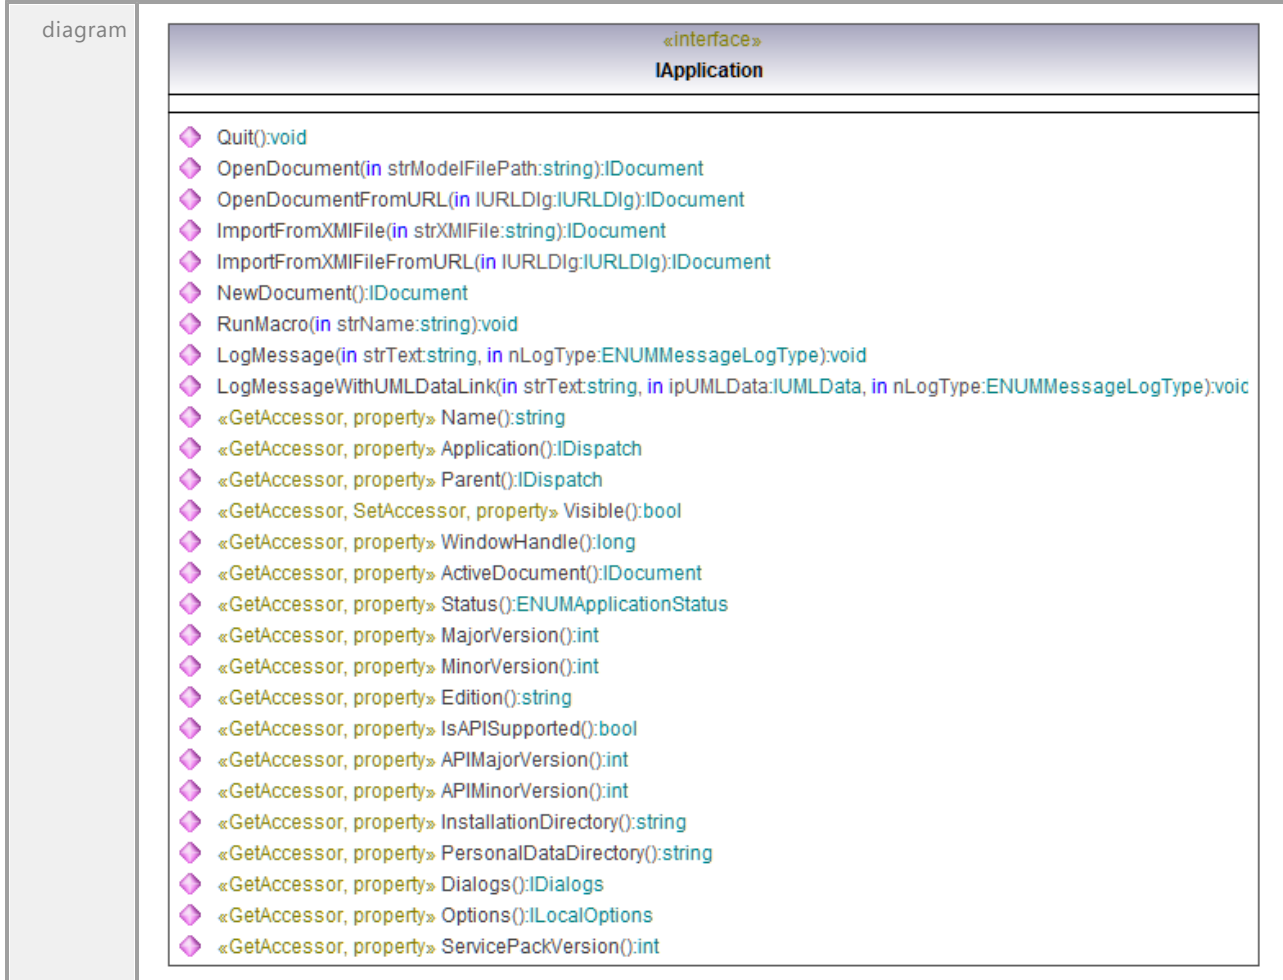 diagram
«interface»
IApplication
Quit():void
OpenDocument(in strModelFilePath:string):IDocument
OpenDocumentFromURL(in IURLDlg:IURLDlg):IDocument
ImportFromXMIFile(in strXMIFile:string):IDocument
ImportFromXMIFileFromURL(in IURLDlg:IURLDlg):IDocument
NewDocument():IDocument
RunMacro(in strName:string):void
LogMessage(in strText:string, in nLogType:ENUMMessageLogType):void
LogMessageWithUMLDataLink(in strText:string, in ipUMLData:IUMLData, in nLogType:ENUMMessageLogType):void
«GetAccessor, property» Name():string
«GetAccessor, property» Application():IDispatch
«GetAccessor, property» Parent():IDispatch
«GetAccessor, SetAccessor, property» Visible():bool
«GetAccessor, property» WindowHandle():long
«GetAccessor, property» ActiveDocument():IDocument
«GetAccessor, property» Status():ENUMApplicationStatus
«GetAccessor, property» MajorVersion():int
«GetAccessor, property» MinorVersion():int
«GetAccessor, property» Edition():string
«GetAccessor, property» IsAPISupported():bool
«GetAccessor, property» APIMajorVersion():int
«GetAccessor, property» APIMinorVersion():int
«GetAccessor, property» InstallationDirectory():string
«GetAccessor, property» PersonalDataDirectory():string
«GetAccessor, property» Dialogs():IDialogs
«GetAccessor, property» Options():ILocalOptions
«GetAccessor, property» ServicePackVersion():int